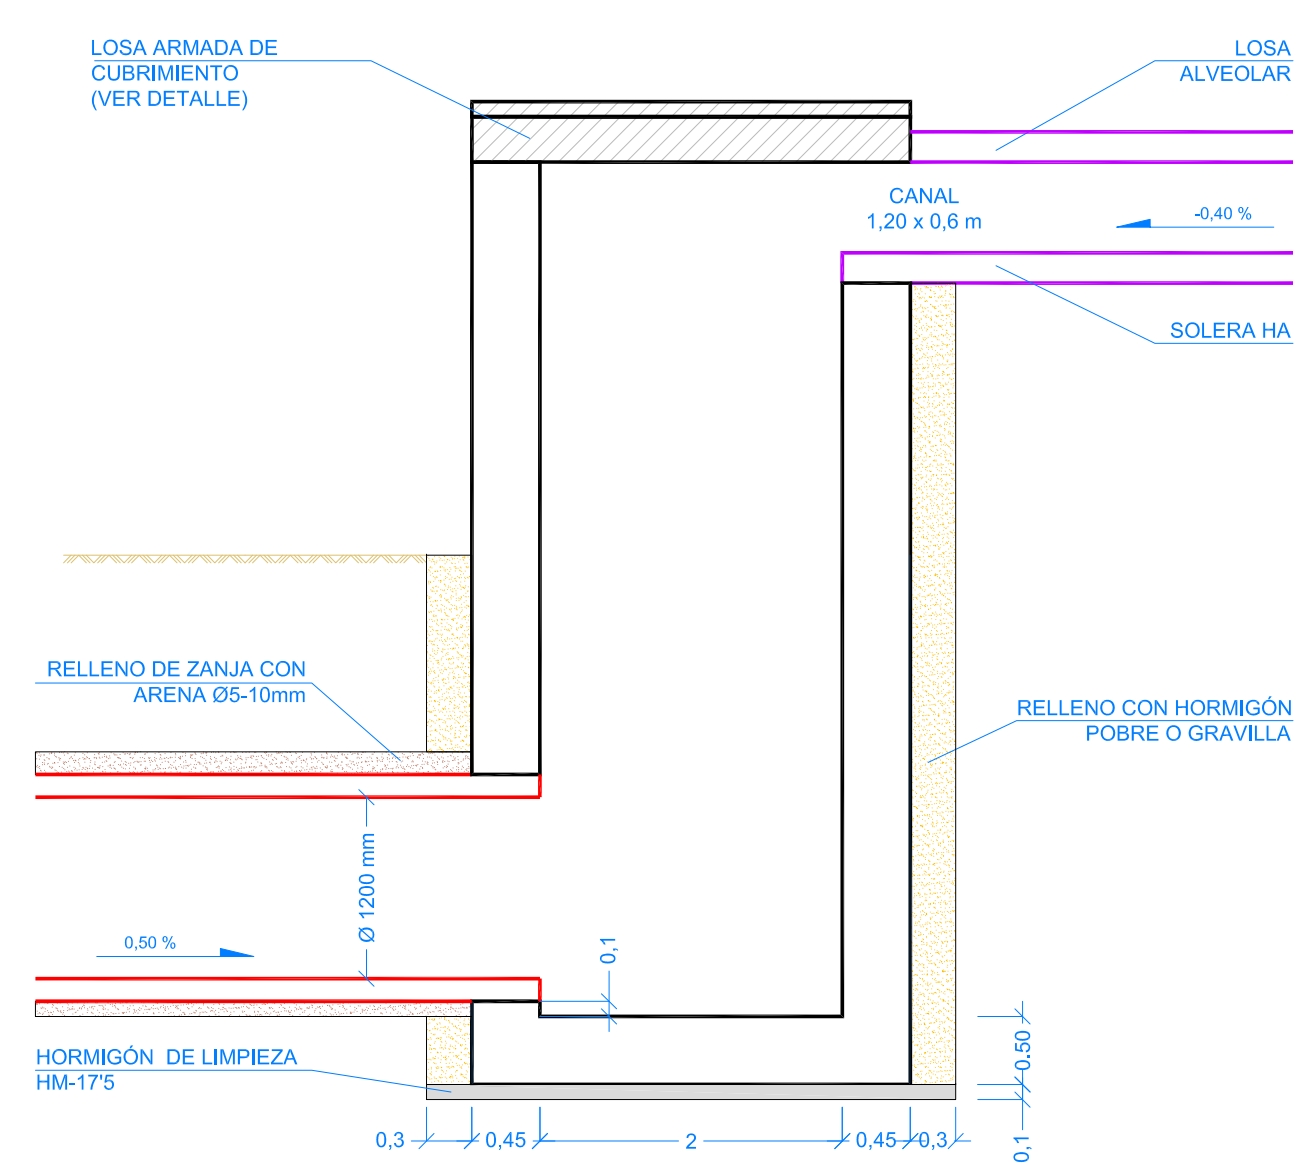 LOSA ARMADA DE
CUBRIMIENTO
(VER DETALLE)
LOSA
ALVEOLAR
CANAL
1,20 x 0,6 m
-0,40 %
SOLERA HA
RELLENO DE ZANJA CON
ARENA Ø5-10mm
RELLENO CON HORMIGÓN
POBRE O GRAVILLA
Ø 1200 mm
0,50 %
0,1
HORMIGÓN DE LIMPIEZA
HM-17'5
0.50
0,1
0,3
0,45
2
0,45
0,3